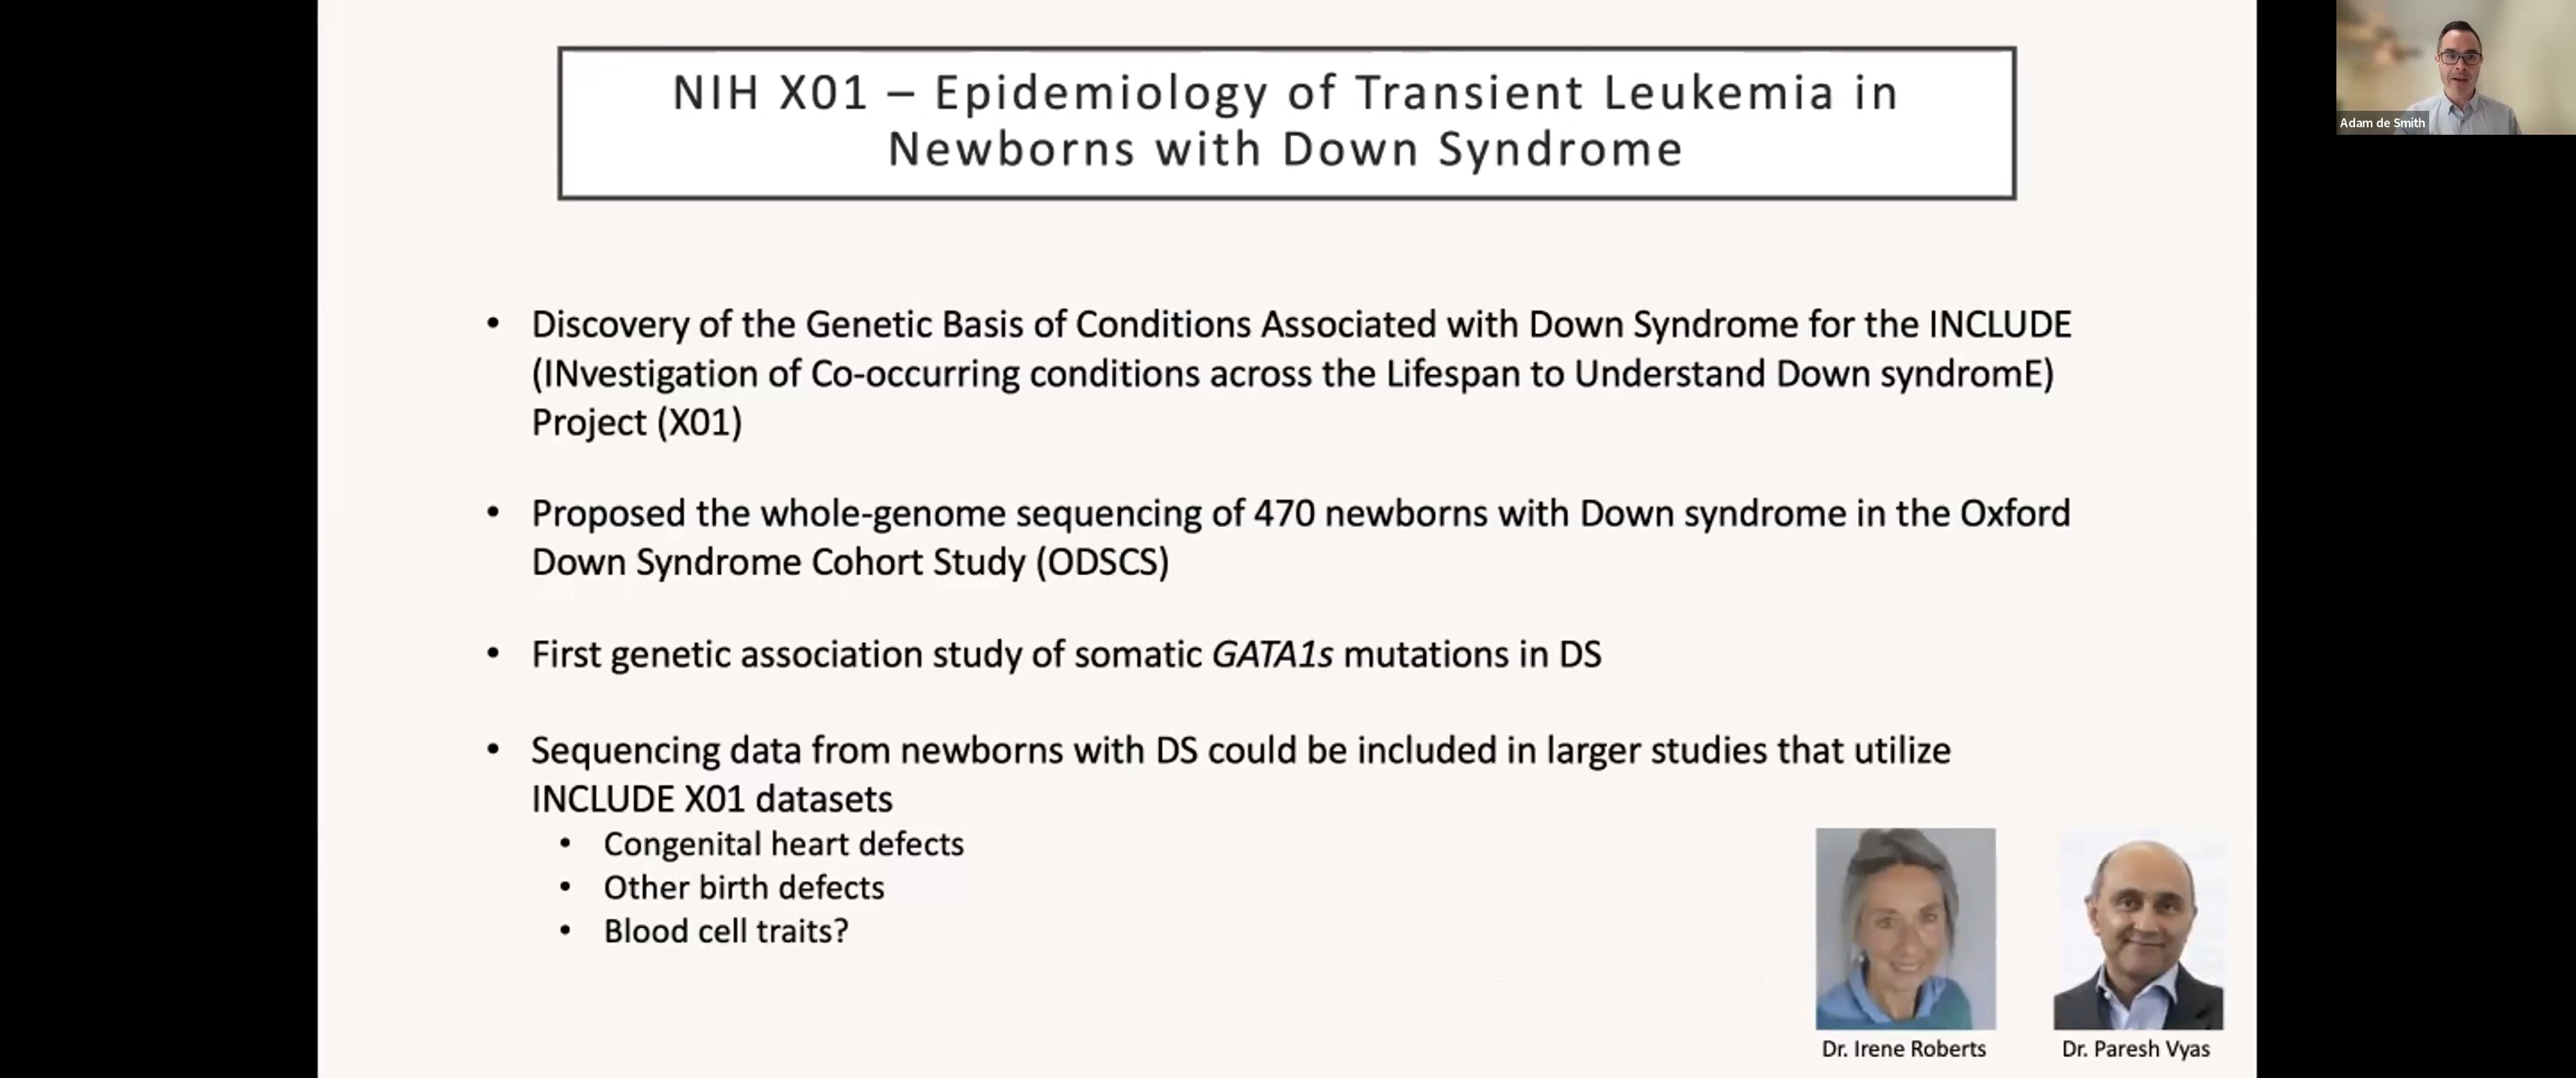 NIH X01 – Epidemiology of Transient Leukemia in
Newborns with Down Syndrome
Adam de Smith
• Discovery of the Genetic Basis of Conditions Associated with Down Syndrome for the INCLUDE
(INvestigation of Co-occurring conditions across the Lifespan to Understand Down syndromE)
Project (X01)
• Proposed the whole-genome sequencing of 470 newborns with Down syndrome in the Oxford
Down Syndrome Cohort Study (ODSCS)
• First genetic association study of somatic GATA1s mutations in DS
• Sequencing data from newborns with DS could be included in larger studies that utilize
INCLUDE X01 datasets
• Congenital heart defects
• Other birth defects
• Blood cell traits?
Dr. Irene Roberts
Dr. Paresh Vyas